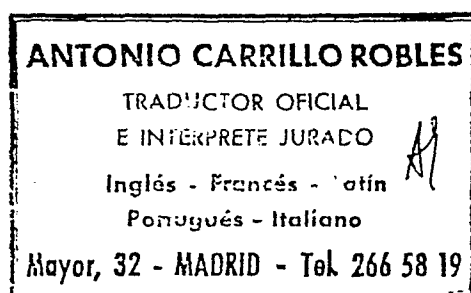 ANTONIO CARRILLO ROBLES
TRADUCTOR OFICIAL
E INTERPRETE JURADO
Inglés - Francés - Latín
Portugués - Italiano
Mayor, 32 - MADRID - Tel. 266 58 19